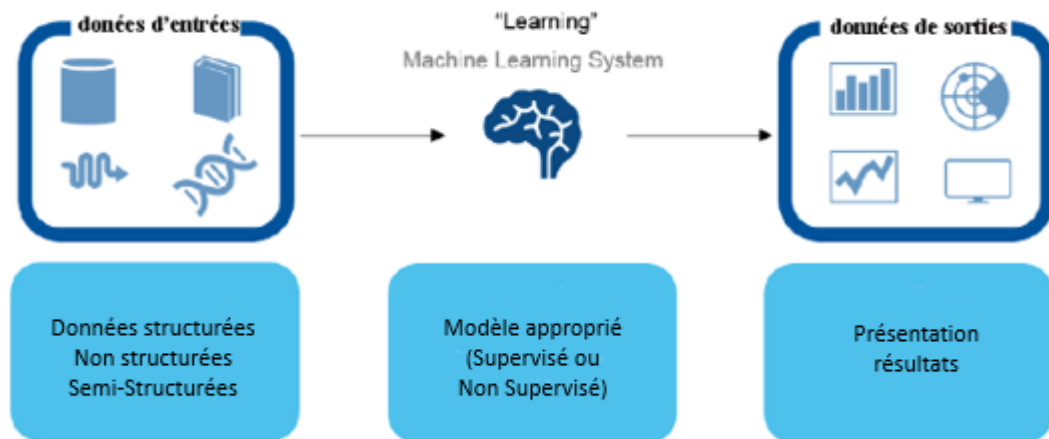 donées d'entrées
"Learning"
Machine Learning System
données de sorties
Données structurées
Non structurées
Semi-Structurées
Modèle approprié
(Supervisé ou
Non Supervisé)
Présentation
résultats